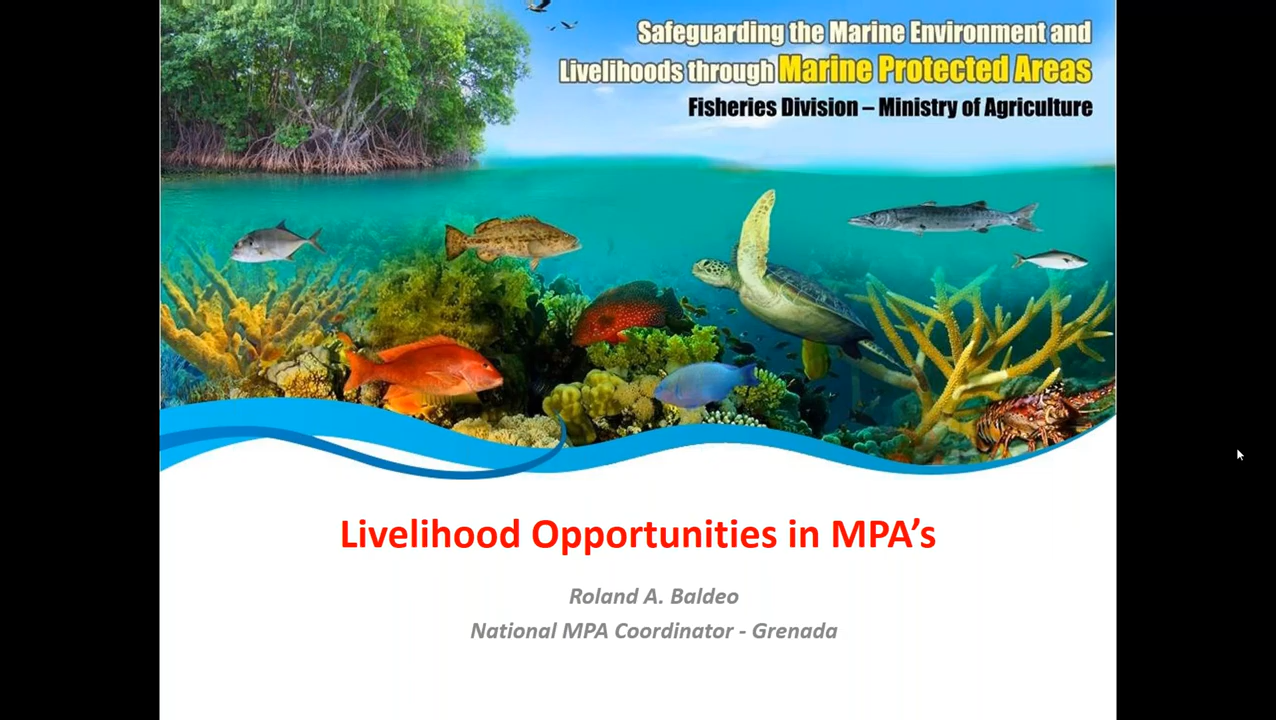 Safeguarding the Marine Environment and
Livelihoods through Marine Protected Areas
Fisheries Division – Ministry of Agriculture
Livelihood Opportunities in MPA’s
Roland A. Baldeo
National MPA Coordinator - Grenada